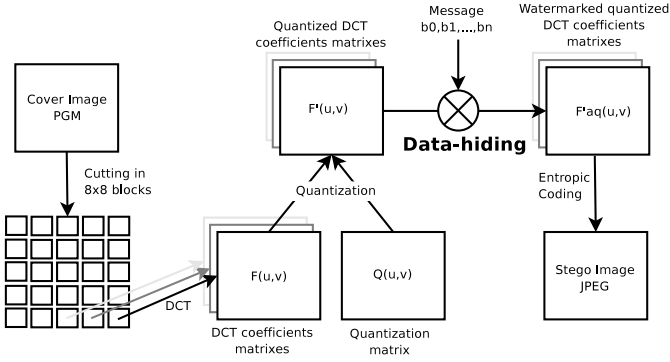 Quantized DCT
coefficients matrixes
Message
b0,b1,...,bn
Watermarked quantized
DCT coefficients
matrixes
Cover Image
PGM
F'(u,v)
F'aq(u,v)
Data-hiding
Cutting in
8x8 blocks
Quantization
Entropic
Coding
F(u,v)
Q(u,v)
Stego Image
JPEG
DCT
DCT coefficients
matrixes
Quantization
matrix